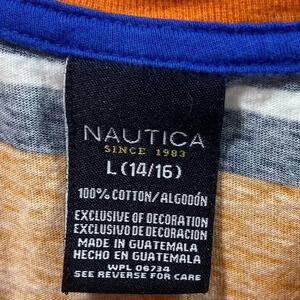 NAUTICA
SINCE 1983
L (14/16)
100% COTTON/ALGODÓN
EXCLUSIVE OF DECORATION
EXCLUSIVO DE DECORACION
MADE IN GUATEMALA
HECHO EN GUATEMALA
WPL 06734
SEE REVERSE FOR CARE